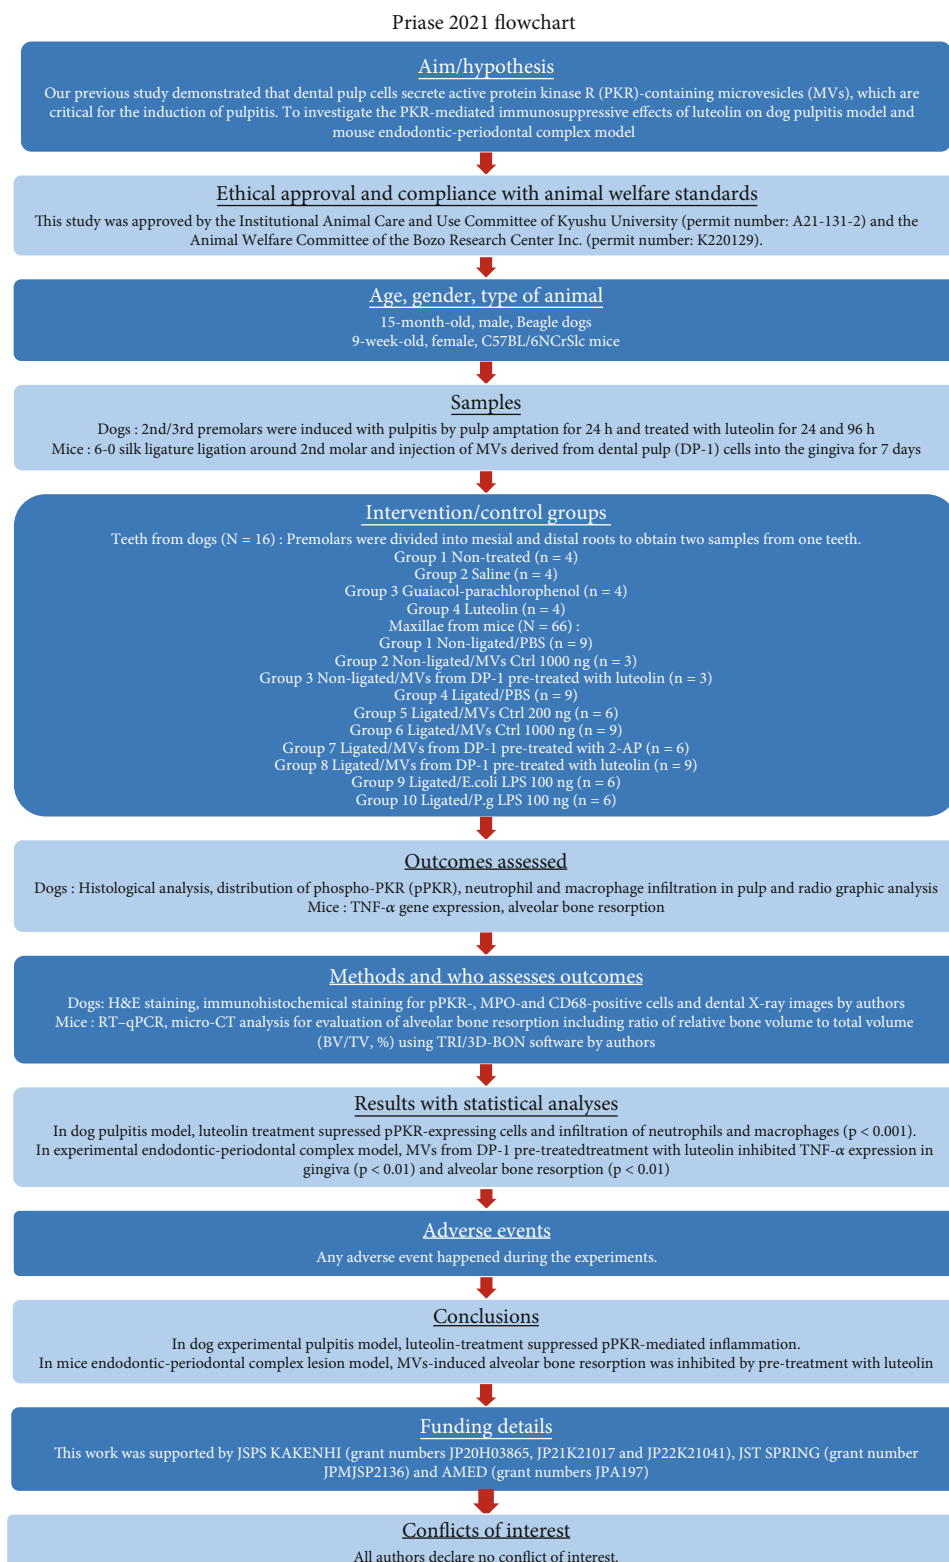 Priase 2021 flowchart
Aim/hypothesis
Our previous study demonstrated that dental pulp cells secrete active protein kinase R (PKR)-containing microvesicles (MVs), which are
critical for the induction of pulpitis. To investigate the PKR-mediated immunosuppressive effects of luteolin on dog pulpitis model and
mouse endodontic-periodontal complex model
Ethical approval and compliance with animal welfare standards
This study was approved by the Institutional Animal Care and Use Committee of Kyushu University (permit number: A21-131-2) and the
Animal Welfare Committee of the Bozo Research Center Inc. (permit number: K220129).
Age, gender, type of animal
15-month-old, male, Beagle dogs
9-week-old, female, C57BL/6NCrSlc mice
Samples
Dogs : 2nd/3rd premolars were induced with pulpitis by pulp amptation for 24 h and treated with luteolin for 24 and 96 h
Mice : 6-0 silk ligature ligation around 2nd molar and injection of MVs derived from dental pulp (DP-1) cells into the gingiva for 7 days
Intervention/control groups
Teeth from dogs (N = 16) : Premolars were divided into mesial and distal roots to obtain two samples from one teeth.
Group 1 Non-treated (n = 4)
Group 2 Saline (n = 4)
Group 3 Guaiacol-parachlorophenol (n = 4)
Group 4 Luteolin (n = 4)
Maxillae from mice (N = 66) :
Group 1 Non-ligated/PBS (n = 9)
Group 2 Non-ligated/MVs Ctrl 1000 ng (n = 3)
Group 3 Non-ligated/MVs from DP-1 pre-treated with luteolin (n = 3)
Group 4 Ligated/PBS (n = 9)
Group 5 Ligated/MVs Ctrl 200 ng (n = 6)
Group 6 Ligated/MVs Ctrl 1000 ng (n = 9)
Group 7 Ligated/MVs from DP-1 pre-treated with 2-AP (n = 6)
Group 8 Ligated/MVs from DP-1 pre-treated with luteolin (n = 9)
Group 9 Ligated/E.coli LPS 100 ng (n = 6)
Group 10 Ligated/P.g LPS 100 ng (n = 6)
Outcomes assessed
Dogs : Histological analysis, distribution of phospho-PKR (pPKR), neutrophil and macrophage infiltration in pulp and radio graphic analysis
Mice : TNF-α gene expression, alveolar bone resorption
Methods and who assesses outcomes
Dogs: H&E staining, immunohistochemical staining for pPKR-, MPO-and CD68-positive cells and dental X-ray images by authors
Mice : RT–qPCR, micro-CT analysis for evaluation of alveolar bone resorption including ratio of relative bone volume to total volume
(BV/TV, %) using TRI/3D-BON software by authors
Results with statistical analyses
In dog pulpitis model, luteolin treatment supressed pPKR-expressing cells and infiltration of neutrophils and macrophages (p < 0.001).
In experimental endodontic-periodontal complex model, MVs from DP-1 pre-treatedtreatment with luteolin inhibited TNF-α expression in
gingiva (p < 0.01) and alveolar bone resorption (p < 0.01)
Adverse events
Any adverse event happened during the experiments.
Conclusions
In dog experimental pulpitis model, luteolin-treatment suppressed pPKR-mediated inflammation.
In mice endodontic-periodontal complex lesion model, MVs-induced alveolar bone resorption was inhibited by pre-treatment with luteolin
Funding details
This work was supported by JSPS KAKENHI (grant numbers JP20H03865, JP21K21017 and JP22K21041), JST SPRING (grant number
JPMJSP2136) and AMED (grant numbers JPA197)
Conflicts of interest
All authors declare no conflict of interest.